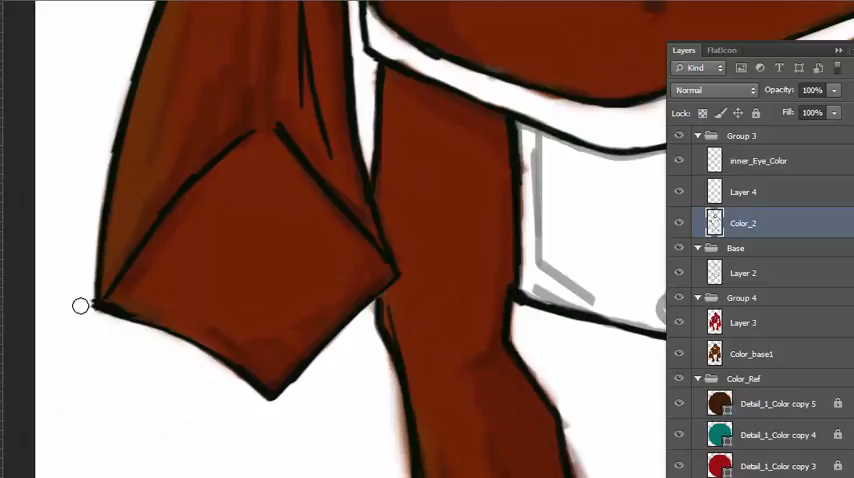 Layers FlatIcon
Kind
Normal Opacity: 100%
Lock: Fill: 100%
Group 3
inner_Eye_Color
Layer 4
Color_2
Base
Layer 2
Group 4
Layer 3
Color_base1
Color_Ref
Detail_1_Color copy 5
Detail_1_Color copy 4
Detail_1_Color copy 3